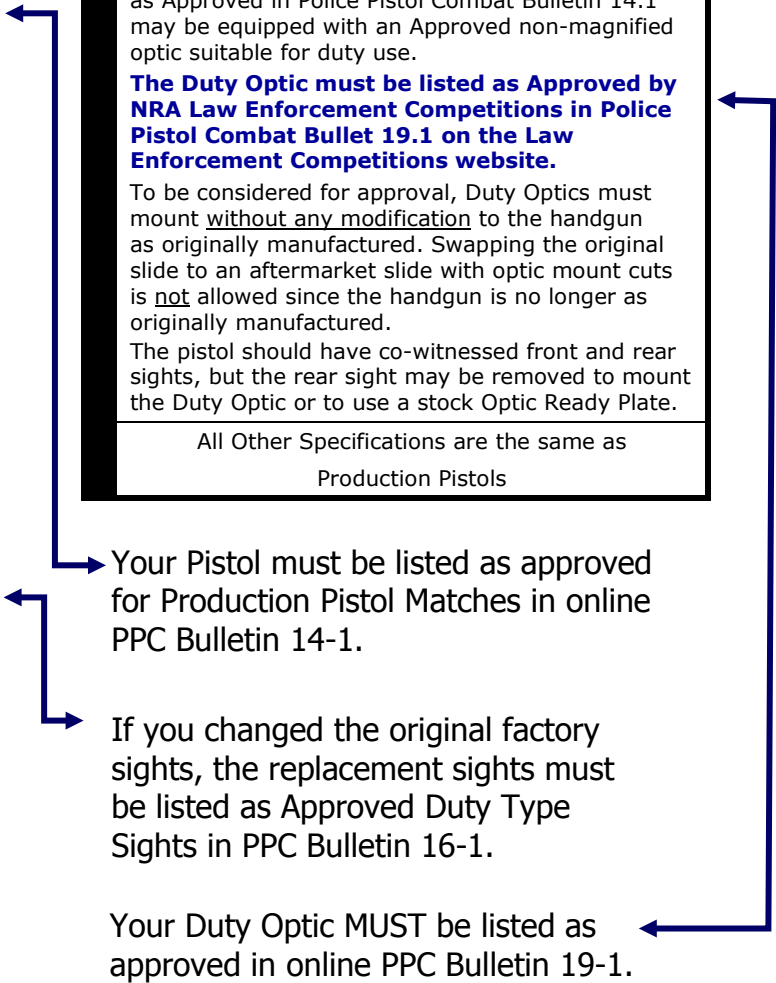 as Approved in Police Pistol Combat Bulletin 14.1
may be equipped with an Approved non-magnified
optic suitable for duty use.
The Duty Optic must be listed as Approved by
NRA Law Enforcement Competitions in Police
Pistol Combat Bullet 19.1 on the Law
Enforcement Competitions website.
To be considered for approval, Duty Optics must
mount without any modification to the handgun
as originally manufactured. Swapping the original
slide to an aftermarket slide with optic mount cuts
is not allowed since the handgun is no longer as
originally manufactured.
The pistol should have co-witnessed front and rear
sights, but the rear sight may be removed to mount
the Duty Optic or to use a stock Optic Ready Plate.
All Other Specifications are the same as
Production Pistols
Your Pistol must be listed as approved
for Production Pistol Matches in online
PPC Bulletin 14-1.
If you changed the original factory
sights, the replacement sights must
be listed as Approved Duty Type
Sights in PPC Bulletin 16-1.
Your Duty Optic MUST be listed as
approved in online PPC Bulletin 19-1.